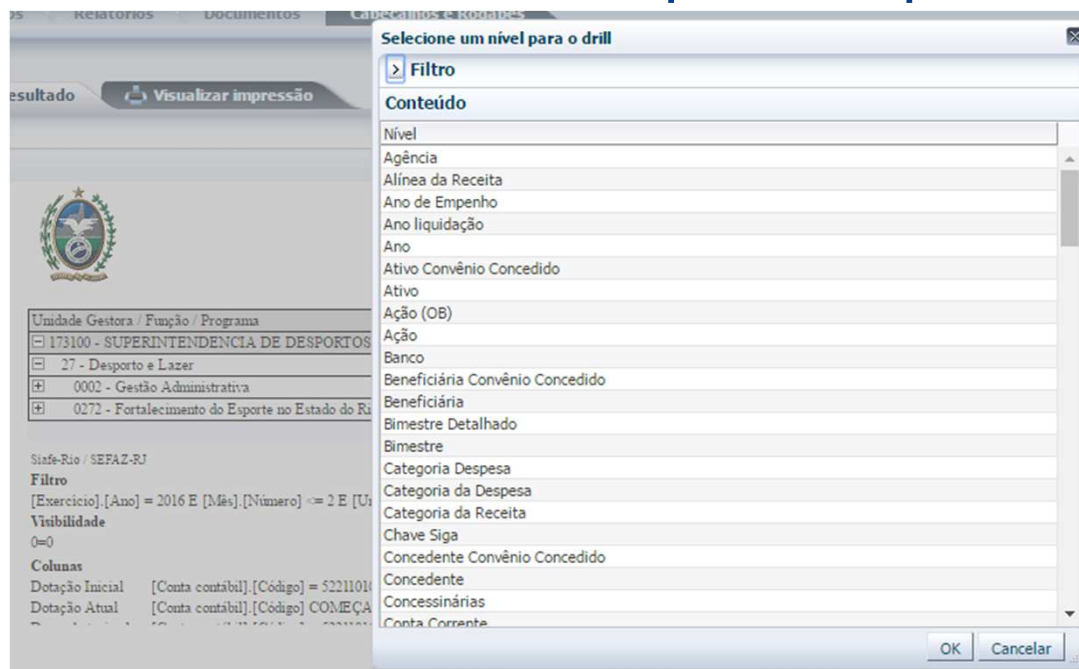 Relatórios Documentos Cabeçalhos e Rodapés
Visualizar impressão
Unidade Gestora / Função / Programa
173100 - SUPERINTENDENCIA DE DESPORTOS
27 - Desporto e Lazer
0002 - Gestão Administrativa
0272 - Fortalecimento do Esporte no Estado do
Siafe-Rio / SEFAZ-RJ
Filtro
[Exercício].[Ano] = 2016 E [Mês].[Número] <= 2 E
Visibilidade
0=0
Colunas
Dotação Inicial [Conta contábil].[Código] =
Dotação Atual [Conta contábil].[Código]
Selecione um nível para o drill
Filtro
Conteúdo
Nível
Agência
Alínea da Receita
Ano de Empenho
Ano liquidação
Ano
Ativo Convênio Concedido
Ativo
Ação (OB)
Ação
Banco
Beneficiária Convênio Concedido
Beneficiária
Bimestre Detalhado
Bimestre
Categoria Despesa
Categoria da Despesa
Categoria da Receita
Chave Siga
Concedente Convênio Concedido
Concedente
Concessinárias
Conta Corrente
OK Cancelar